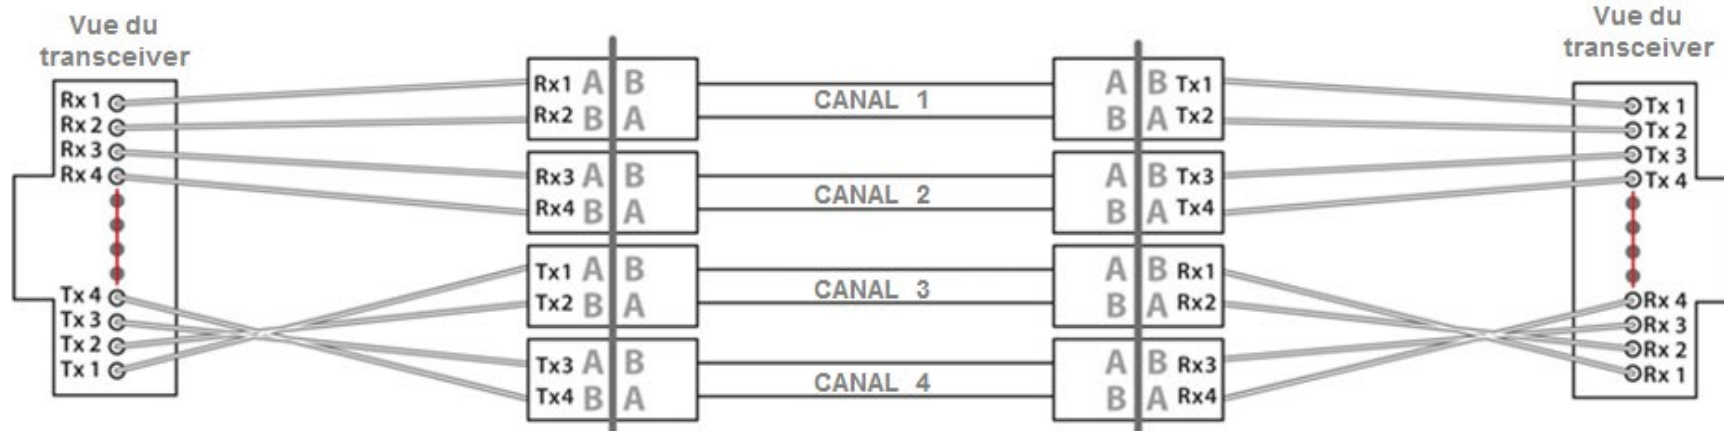 Vue du
transceiver
Rx 1
Rx 2
Rx 3
Rx 4
Tx 4
Tx 3
Tx 2
Tx 1
Rx1 A B
Rx2 B A
Rx3 A B
Rx4 B A
Tx1 A B
Tx2 B A
Tx3 A B
Tx4 B A
CANAL 1
CANAL 2
CANAL 3
CANAL 4
A B Tx1
B A Tx2
A B Tx3
B A Tx4
A B Rx1
B A Rx2
A B Rx3
B A Rx4
Vue du
transceiver
Tx 1
Tx 2
Tx 3
Tx 4
Rx 4
Rx 3
Rx 2
Rx 1